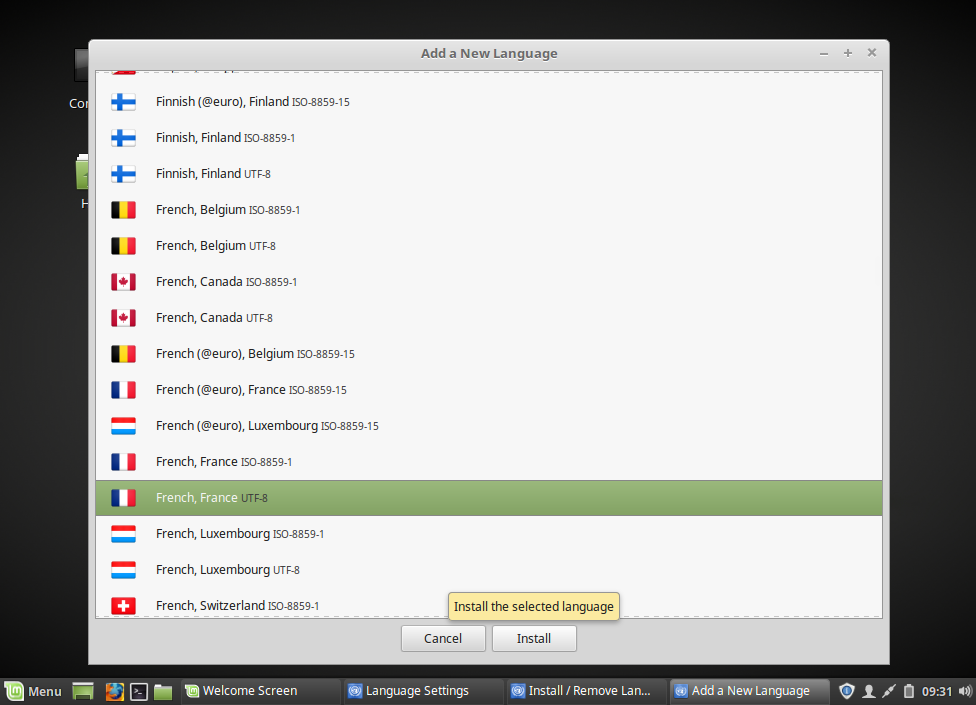 Add a New Language
Finnish (@euro), Finland ISO-8859-15
Finnish, Finland ISO-8859-1
Finnish, Finland UTF-8
French, Belgium ISO-8859-1
French, Belgium UTF-8
French, Canada ISO-8859-1
French, Canada UTF-8
French (@euro), Belgium ISO-8859-15
French (@euro), France ISO-8859-15
French (@euro), Luxembourg ISO-8859-15
French, France ISO-8859-1
French, France UTF-8
French, Luxembourg ISO-8859-1
French, Luxembourg UTF-8
French, Switzerland ISO-8859-1
Install the selected language
Cancel
Install
Menu
Welcome Screen
Language Settings
Install / Remove Lan...
Add a New Language
09:31